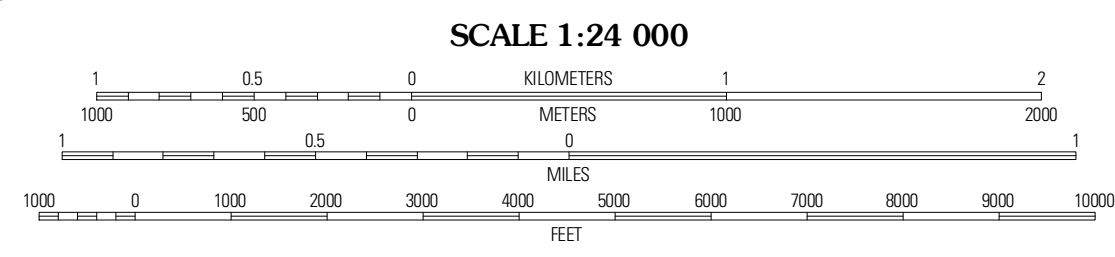 SCALE 1:24 000
1 0.5 0 KILOMETERS 1 2
1000 500 0 METERS 1000 2000
1 0.5 0 1
MILES
1000 0 1000 2000 3000 4000 5000 6000 7000 8000 9000 10000
FEET